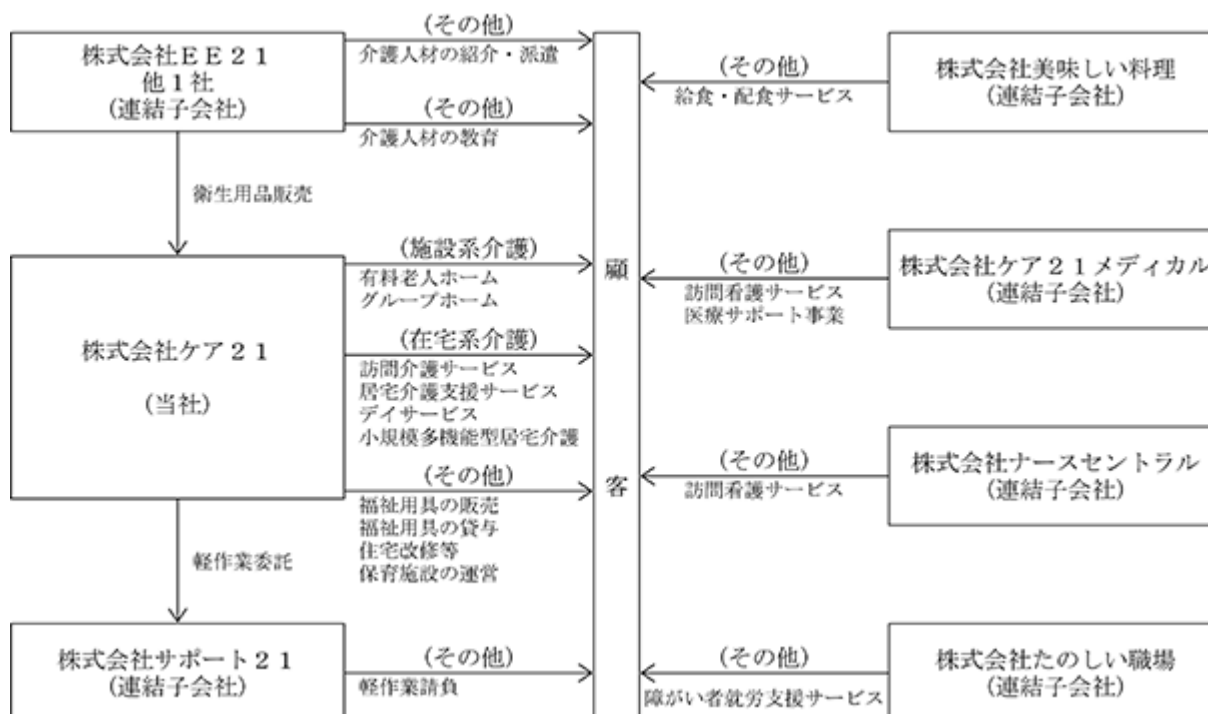 株式会社ＥＥ２１
他１社
(連結子会社)
(その他)
介護人材の紹介・派遣
(その他)
介護人材の教育
衛生用品販売
株式会社ケア２１
(当社)
(施設系介護)
有料老人ホーム
グループホーム
(在宅系介護)
訪問介護サービス
居宅介護支援サービス
デイサービス
小規模多機能型居宅介護
(その他)
福祉用具の販売
福祉用具の貸与
住宅改修等
保育施設の運営
軽作業委託
株式会社サポート２１
(連結子会社)
(その他)
軽作業請負
顧
客
(その他)
給食・配食サービス
株式会社美味しい料理
(連結子会社)
(その他)
訪問看護サービス
医療サポート事業
株式会社ケア２１メディカル
(連結子会社)
(その他)
訪問看護サービス
株式会社ナースセントラル
(連結子会社)
(その他)
障がい者就労支援サービス
株式会社たのしい職場
(連結子会社)